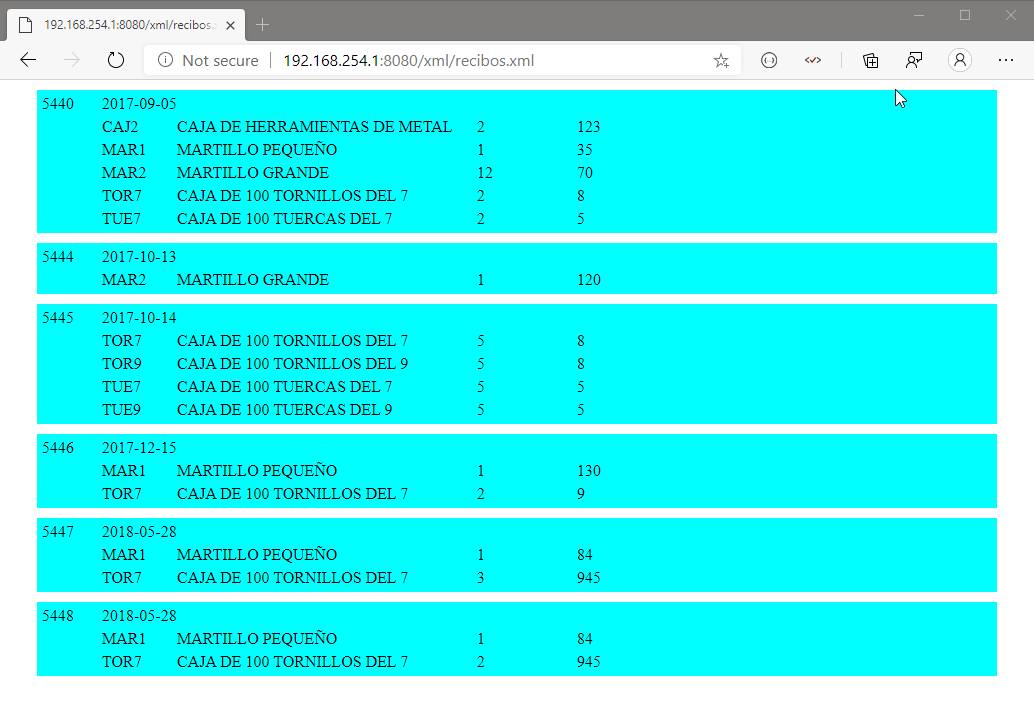 192.168.254.1:8080/xml/recibos.
Not secure 192.168.254.1:8080/xml/recibos.xml
5440 2017-09-05
CAJ2 CAJA DE HERRAMIENTAS DE METAL 2 123
MAR1 MARTILLO PEQUEÑO 1 35
MAR2 MARTILLO GRANDE 12 70
TOR7 CAJA DE 100 TORNILLOS DEL 7 2 8
TUE7 CAJA DE 100 TUERCAS DEL 7 2 5
5444 2017-10-13
MAR2 MARTILLO GRANDE 1 120
5445 2017-10-14
TOR7 CAJA DE 100 TORNILLOS DEL 7 5 8
TOR9 CAJA DE 100 TORNILLOS DEL 9 5 8
TUE7 CAJA DE 100 TUERCAS DEL 7 5 5
TUE9 CAJA DE 100 TUERCAS DEL 9 5 5
5446 2017-12-15
MAR1 MARTILLO PEQUEÑO 1 130
TOR7 CAJA DE 100 TORNILLOS DEL 7 2 9
5447 2018-05-28
MAR1 MARTILLO PEQUEÑO 1 84
TOR7 CAJA DE 100 TORNILLOS DEL 7 3 945
5448 2018-05-28
MAR1 MARTILLO PEQUEÑO 1 84
TOR7 CAJA DE 100 TORNILLOS DEL 7 2 945